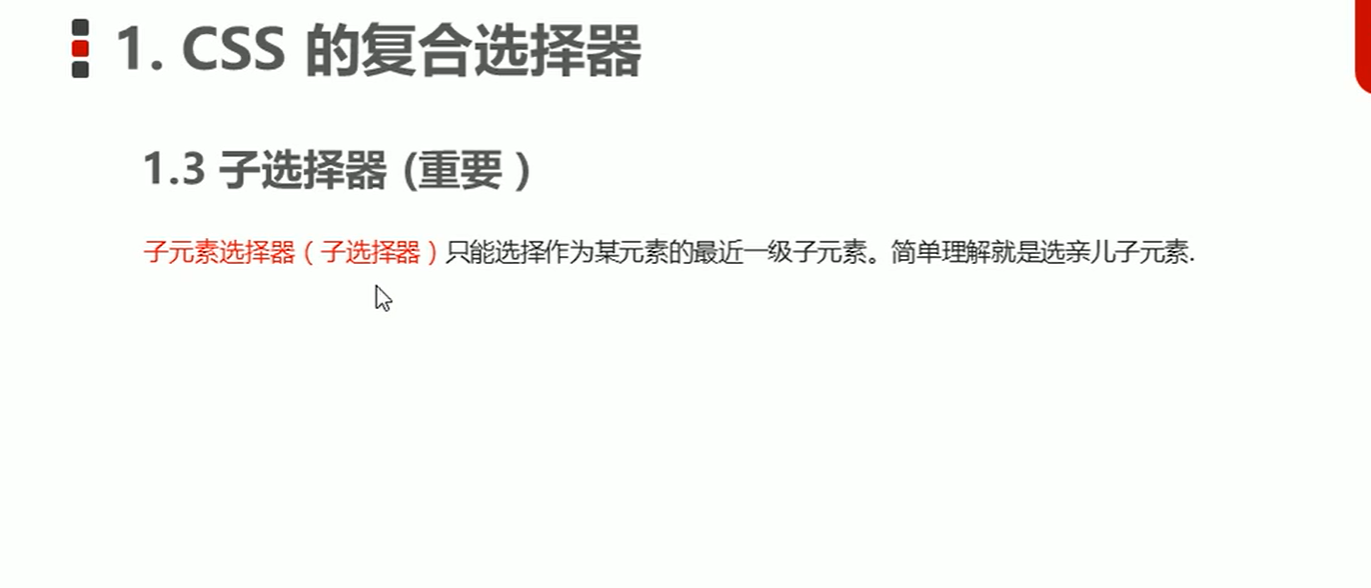 1. CSS 的复合选择器
1.3 子选择器 (重要）
子元素选择器（子选择器）只能选择作为某元素的最近一级子元素。简单理解就是选亲儿子元素.